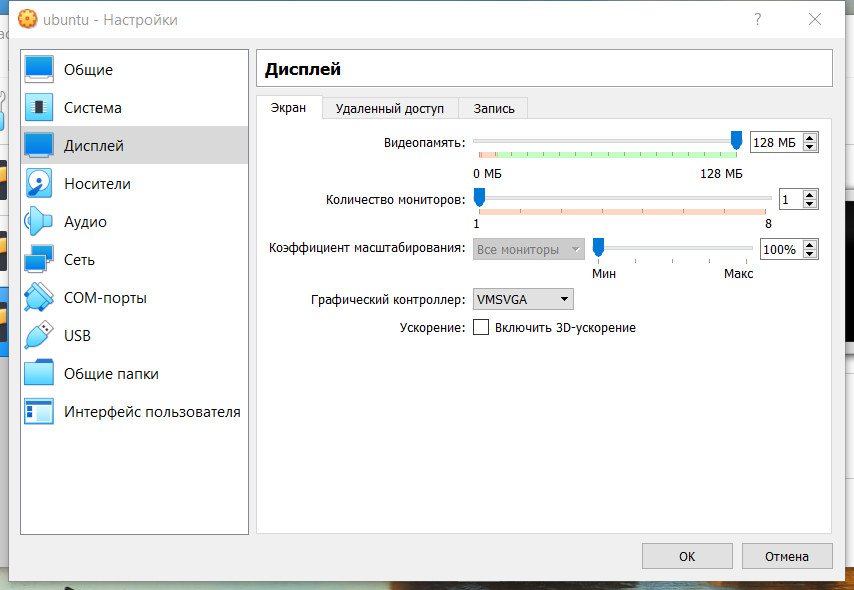 ubuntu - Настройки
?
Общие
Система
Дисплей
Носители
Аудио
Сеть
COM-порты
USB
Общие папки
Интерфейс пользователя
Дисплей
Экран
Удаленный доступ
Запись
Видеопамять:
128 МБ
0 МБ
128 МБ
Количество мониторов:
1
1
8
Коэффициент масштабирования:
Все мониторы
100%
Мин
Макс
Графический контроллер:
VMSVGA
Ускорение:
Включить 3D-ускорение
ОК
Отмена